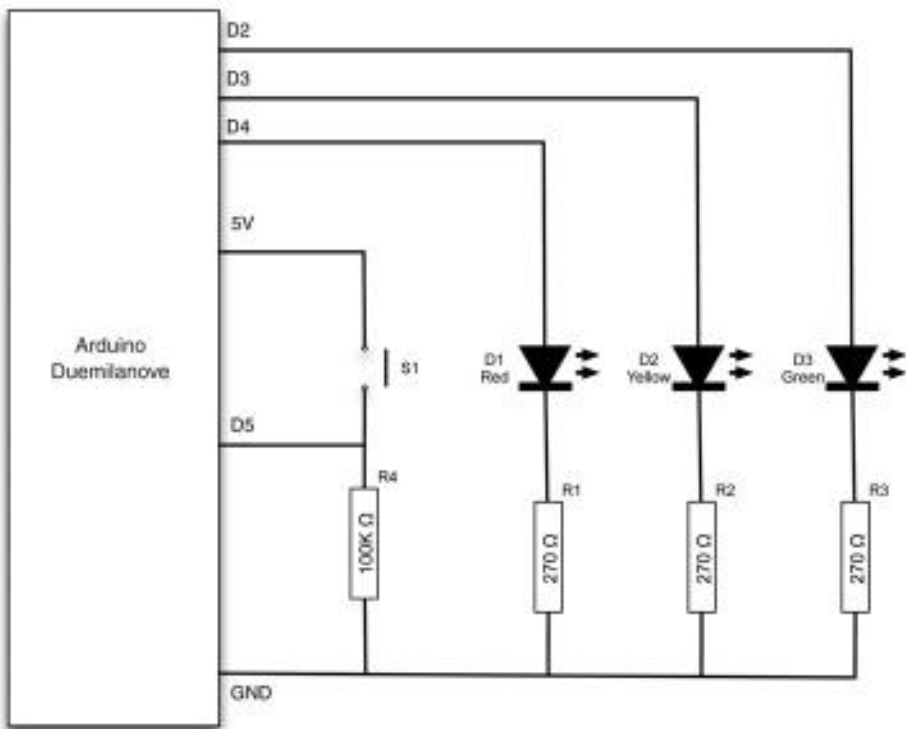 D2
D3
D4
5V
Arduino
Duemilanove
S1
D1
Red
D2
Yellow
D3
Green
D5
R4
100K Ω
R1
270 Ω
R2
270 Ω
R3
270 Ω
GND